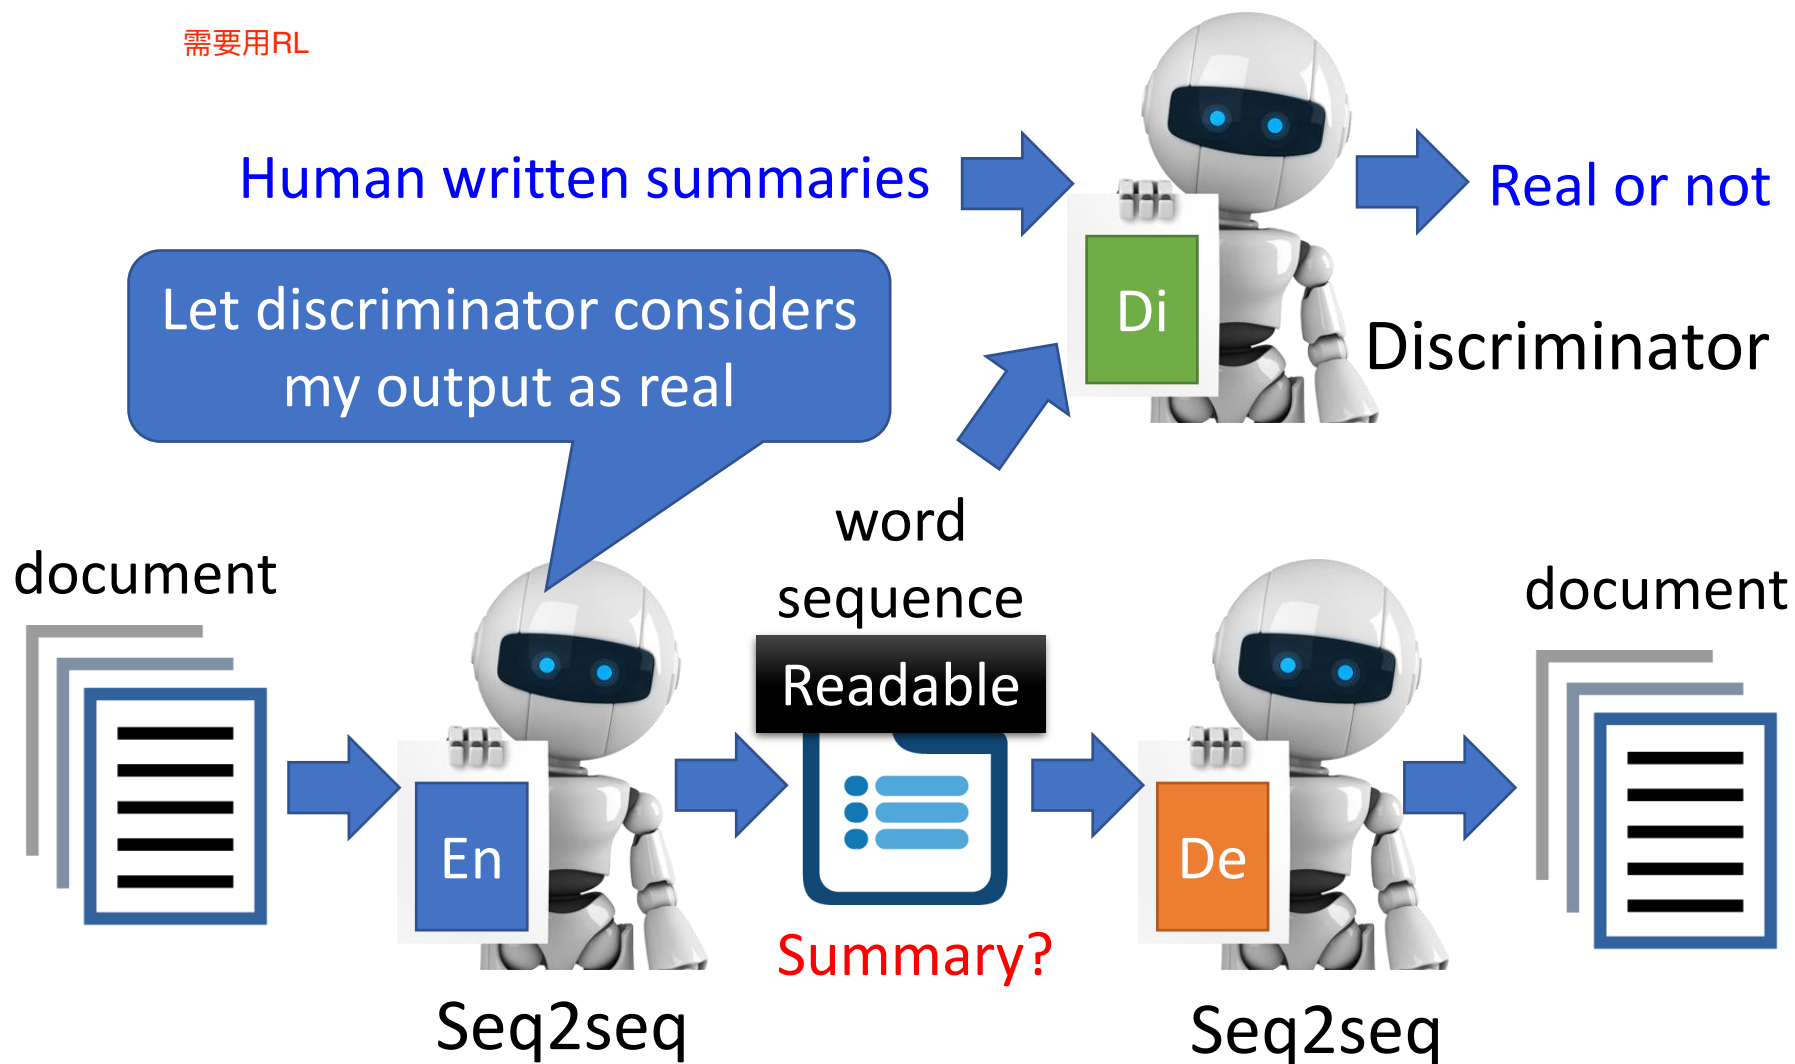 需要用RL
Human written summaries
Real or not
Let discriminator considers
my output as real
Di
Discriminator
word
sequence
document
document
Readable
En
De
Summary?
Seq2seq
Seq2seq